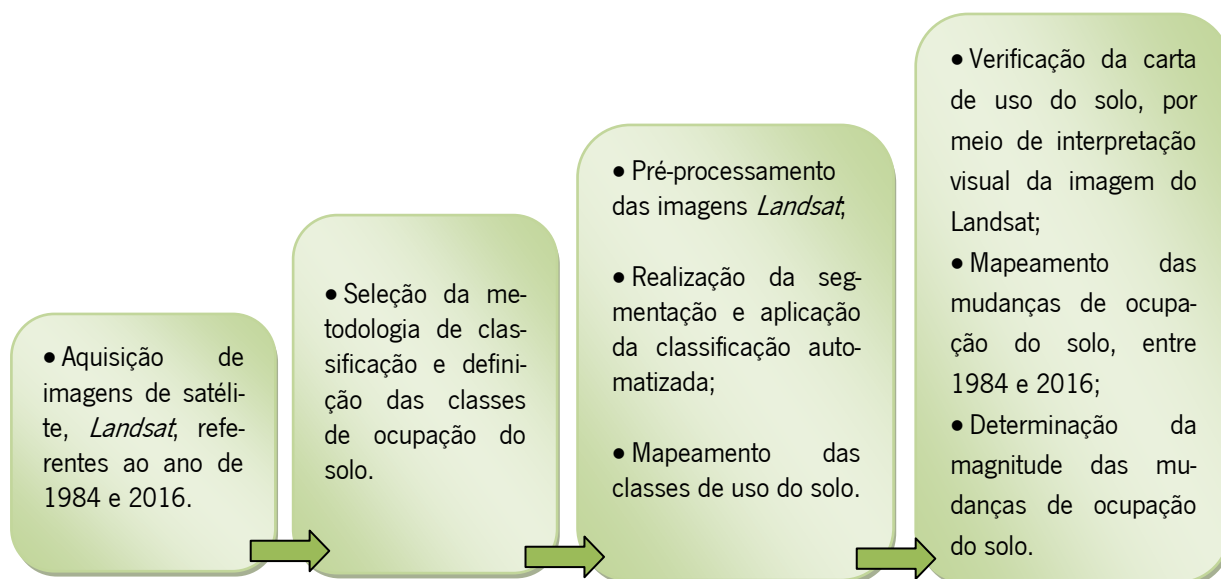 • Aquisição de
imagens de satéli-
te, Landsat, refe-
rentes ao ano de
1984 e 2016.
• Seleção da me-
todologia de clas-
sificação e defini-
ção das classes
de ocupação do
solo.
• Pré-processamento
das imagens Landsat;
• Realização da seg-
mentação e aplicação
da classificação auto-
matizada;
• Mapeamento das
classes de uso do solo.
• Verificação da carta
de uso do solo, por
meio de interpretação
visual da imagem do
Landsat;
• Mapeamento das
mudanças de ocupa-
ção do solo, entre
1984 e 2016;
• Determinação da
magnitude das mu-
danças de ocupação
do solo.